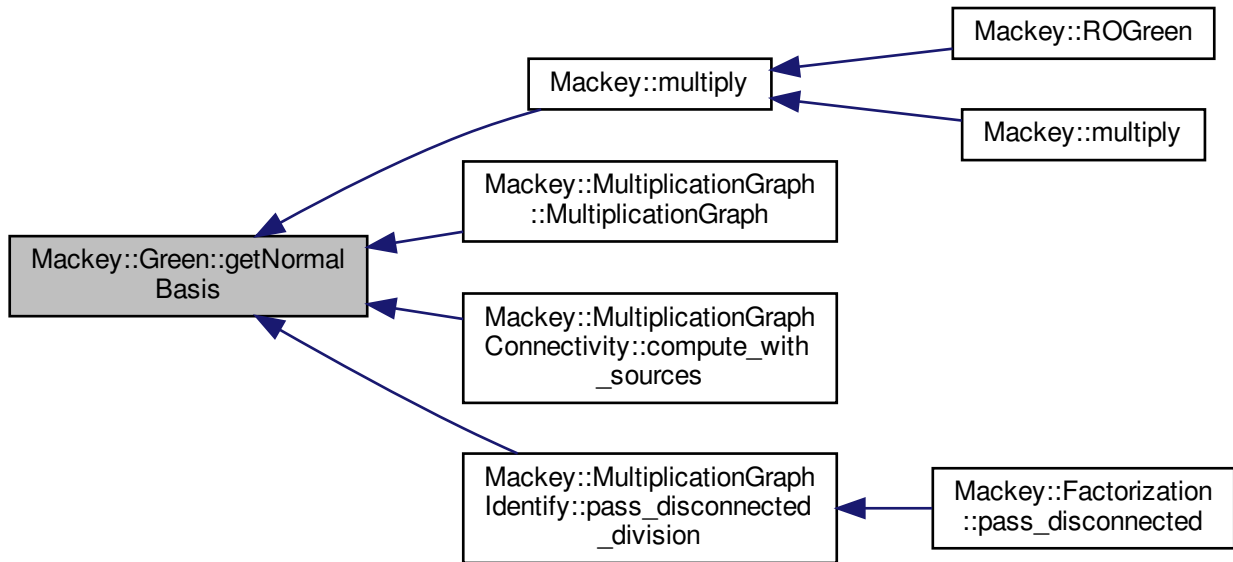 Mackey::Green::getNormal
Basis
Mackey::multiply
Mackey::ROGreen
Mackey::multiply
Mackey::MultiplicationGraph
::MultiplicationGraph
Mackey::MultiplicationGraph
Connectivity::compute_with
_sources
Mackey::MultiplicationGraph
Identify::pass_disconnected
_division
Mackey::Factorization
::pass_disconnected